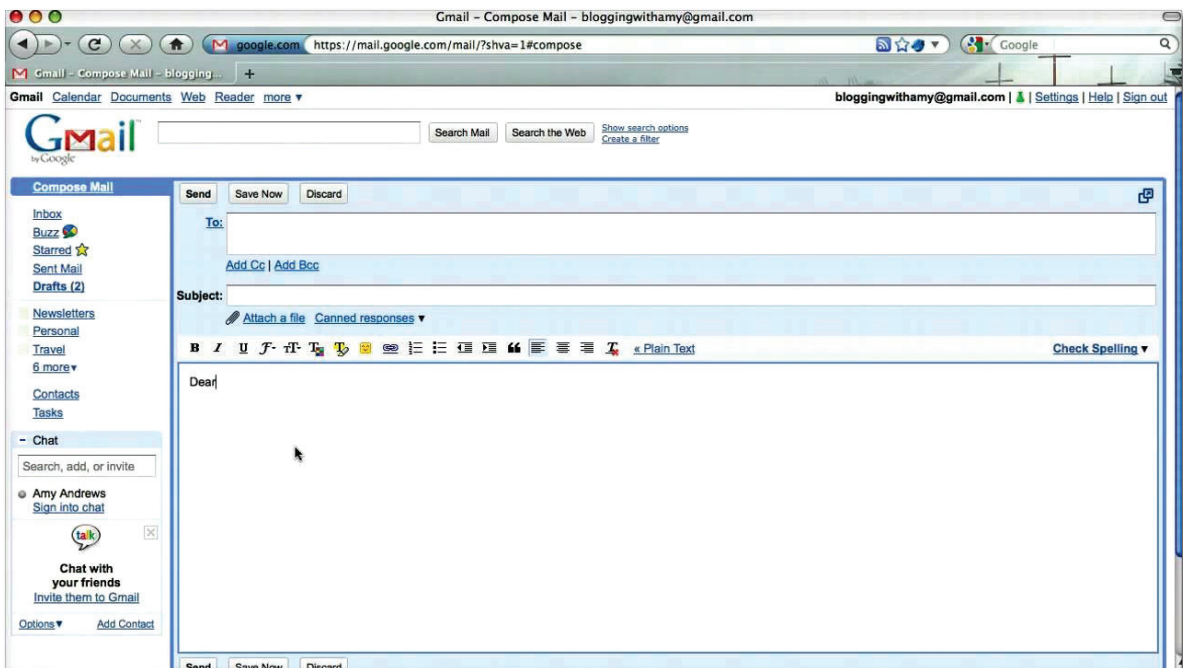 Gmail – Compose Mail – bloggingwithamy@gmail.com
google.com https://mail.google.com/mail/?shva=1#compose Google
Gmail – Compose Mail – blogging... +
Gmail Calendar Documents Web Reader more ▼ bloggingwithamy@gmail.com | Settings | Help | Sign out
Gmail
by Google
Search Mail Search the Web Show search options
Create a filter
Compose Mail
Inbox
Buzz
Starred
Sent Mail
Drafts (2)
Newsletters
Personal
Travel
6 more▼
Contacts
Tasks
– Chat
Search, add, or invite
Amy Andrews
Sign into chat
talk
Chat with
your friends
Invite them to Gmail
Options▼ Add Contact
Send Save Now Discard
To:
Add Cc | Add Bcc
Subject:
Attach a file Canned responses ▼
B I U F TT T T « Plain Text Check Spelling ▼
Dear
Send Save Now Discard